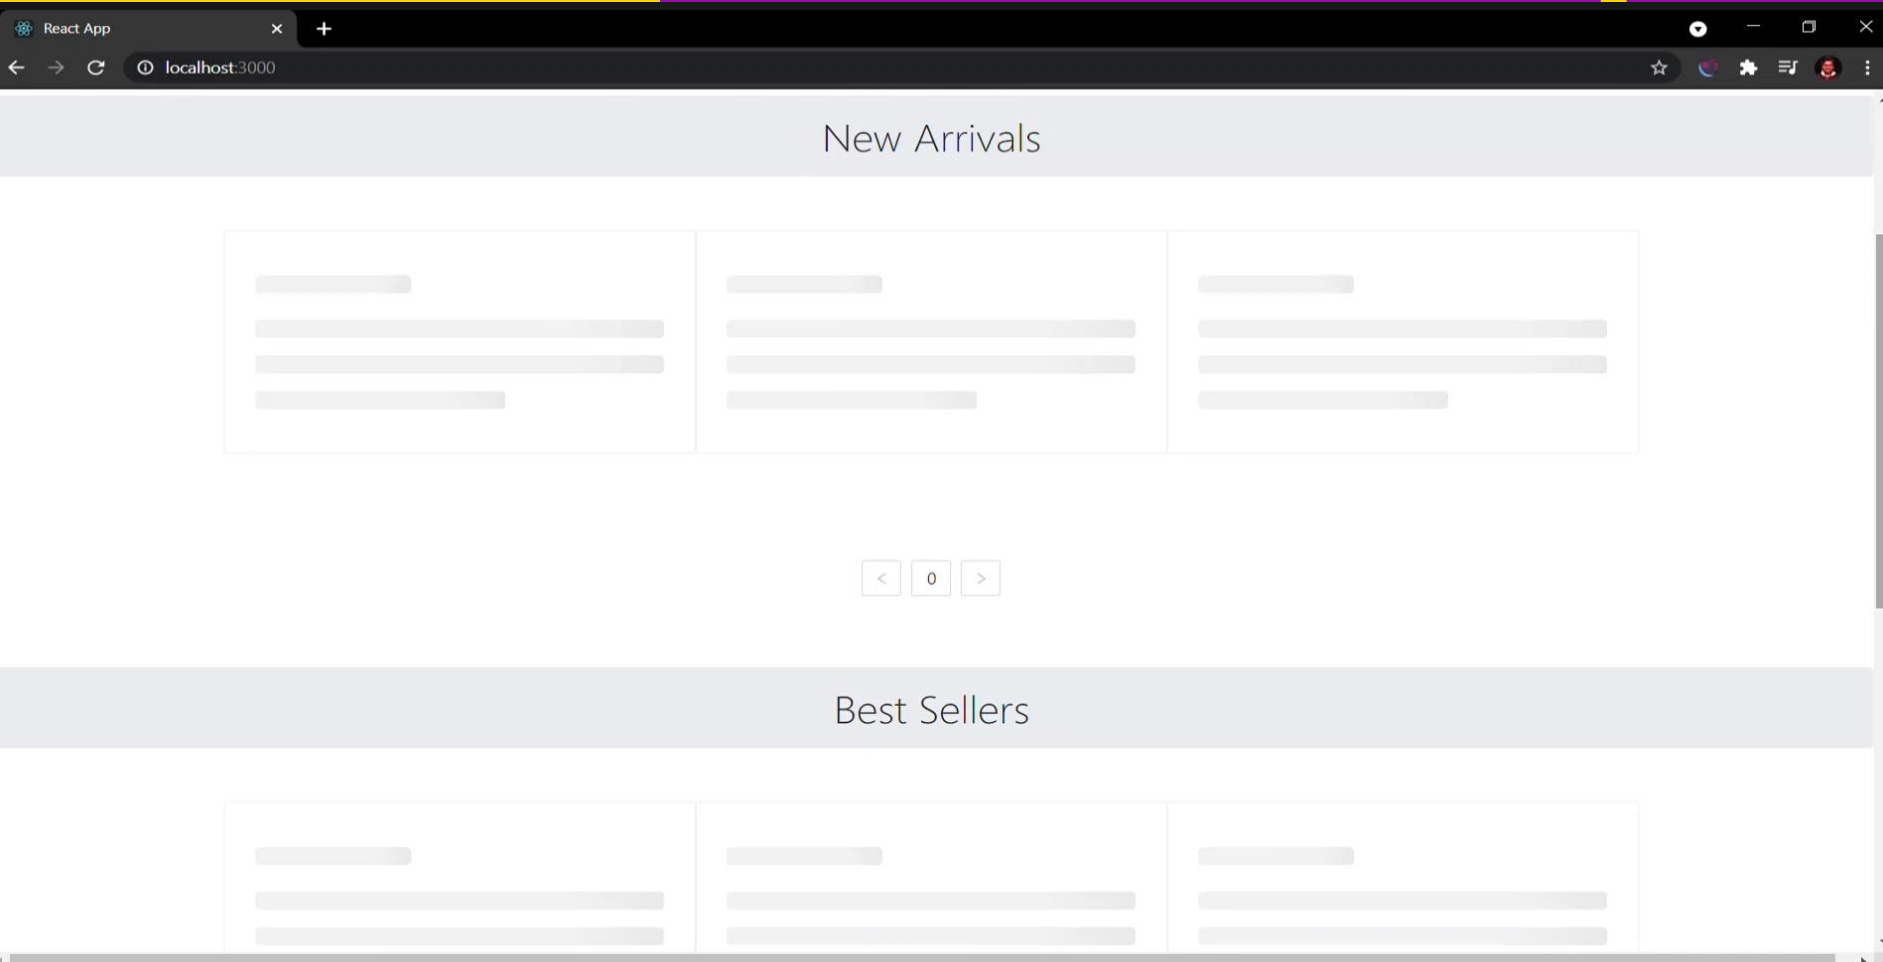 React App
localhost:3000
New Arrivals
< 0 >
Best Sellers